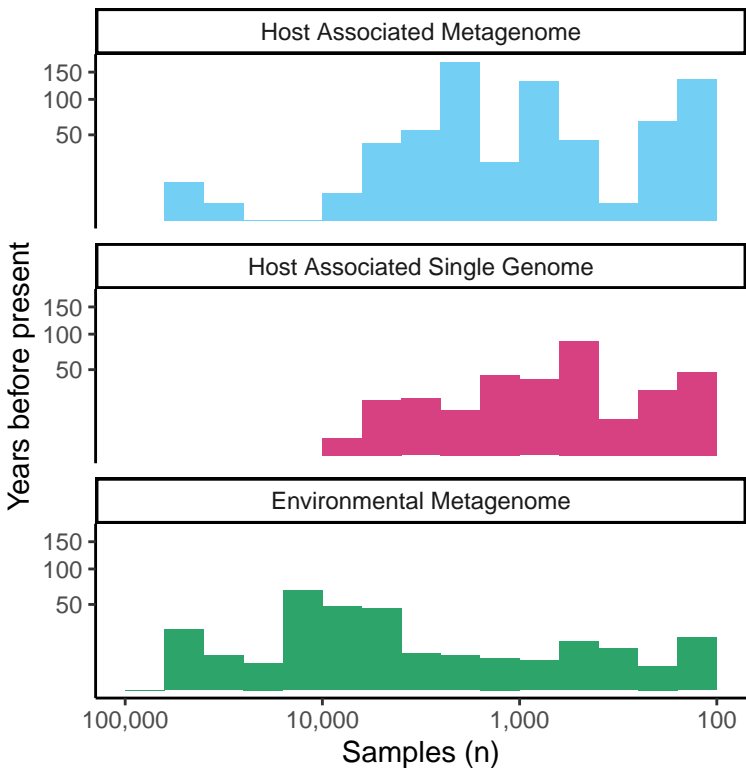 Host Associated Metagenome
150
100
50
Host Associated Single Genome
150
100
50
Environmental Metagenome
150
100
50
Years before present
100,000 10,000 1,000 100
Samples (n)